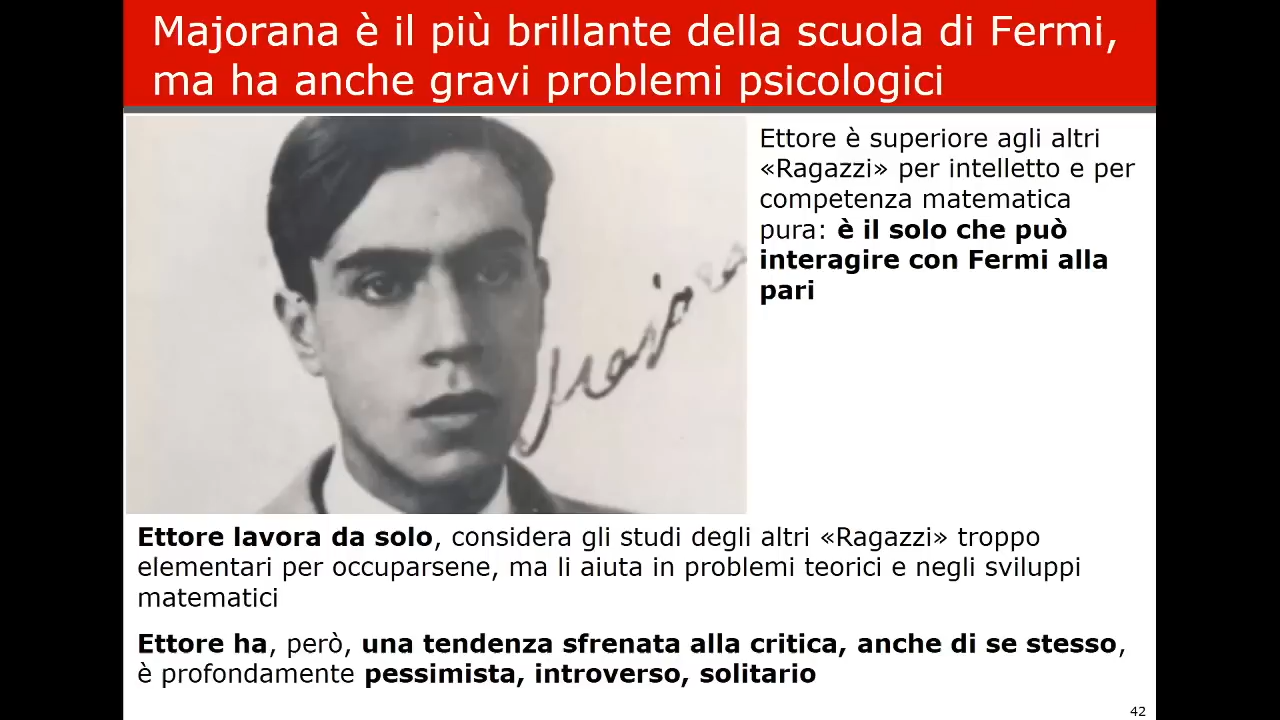 Majorana è il più brillante della scuola di Fermi,
ma ha anche gravi problemi psicologici
Ettore è superiore agli altri
«Ragazzi» per intelletto e per
competenza matematica
pura: è il solo che può
interagire con Fermi alla
pari
Majorana
Ettore lavora da solo, considera gli studi degli altri «Ragazzi» troppo
elementari per occuparsene, ma li aiuta in problemi teorici e negli sviluppi
matematici
Ettore ha, però, una tendenza sfrenata alla critica, anche di se stesso,
è profondamente pessimista, introverso, solitario
42